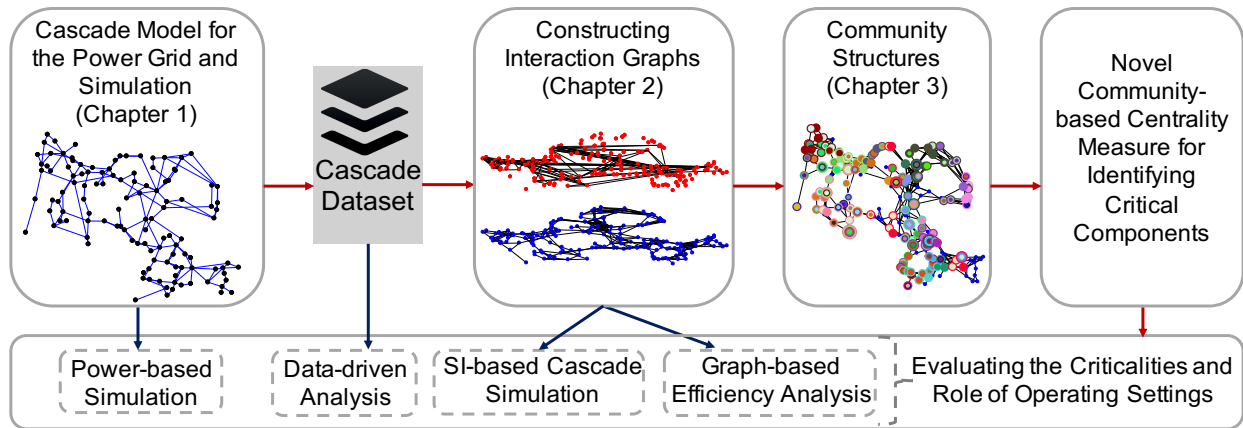 Cascade Model for
the Power Grid and
Simulation
(Chapter 1)
Cascade
Dataset
Constructing
Interaction Graphs
(Chapter 2)
Community
Structures
(Chapter 3)
Novel
Community-
based Centrality
Measure for
Identifying
Critical
Components
Power-based
Simulation
Data-driven
Analysis
SI-based Cascade
Simulation
Graph-based
Efficiency Analysis
Evaluating the Criticalities and
Role of Operating Settings